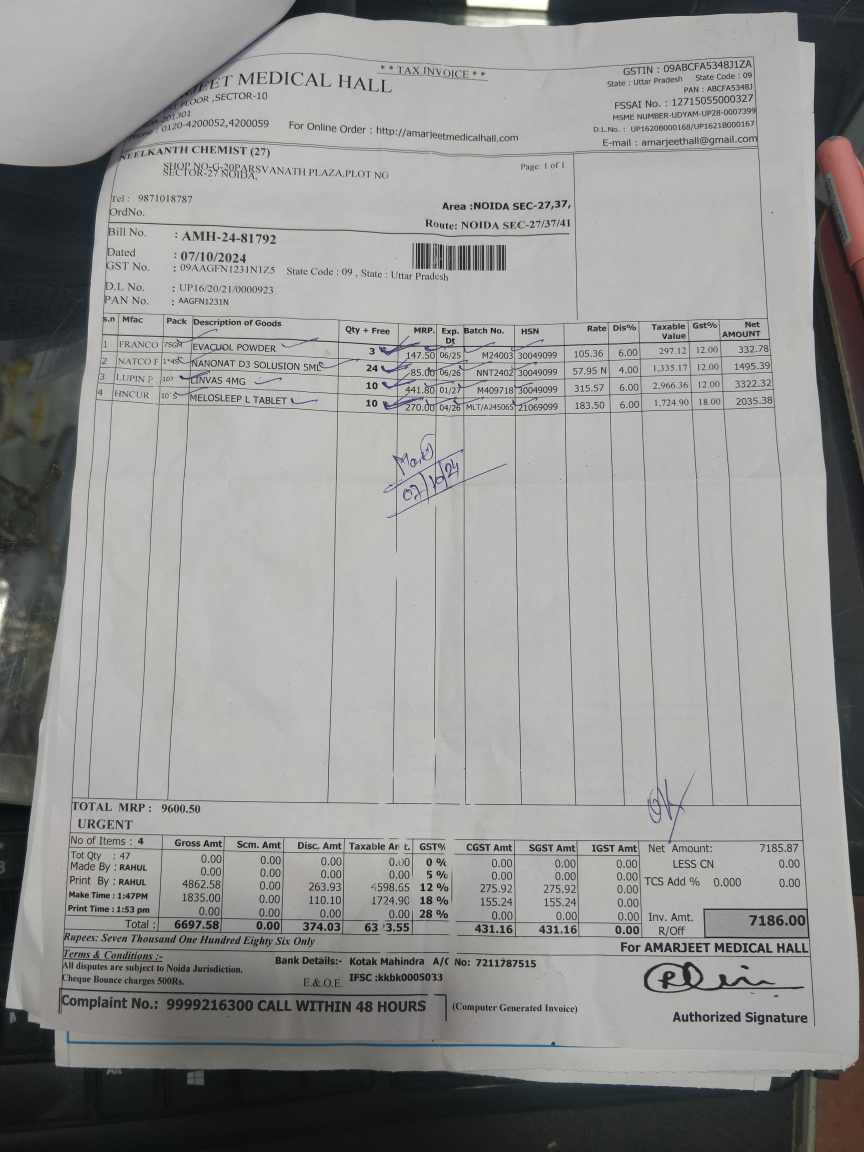 * * TAX INVOICE * *
JEET MEDICAL HALL
FLOOR ,SECTOR-10
201301
0120-4200052,4200059
For Online Order : http://amarjeetmedicalhall.com
GSTIN : 09ABCFA5348J1ZA
State : Uttar Pradesh State Code : 09
PAN : ABCFA5348J
FSSAI No. : 12715055000327
MSME NUMBER-UDYAM-UP28-0007399
D.L.No. : UP1620B000168/UP1621B000167
E-mail : amarjeethall@gmail.com
NEELKANTH CHEMIST (27)
SHOP NO-G-20PARSVANATH PLAZA,PLOT NO
SECTOR-27 NOIDA,
Page: 1 of 1
Tel : 9871018787
OrdNo.
Area :NOIDA SEC-27,37,
Route: NOIDA SEC-27/37/41
Bill No. : AMH-24-81792
Dated : 07/10/2024
GST No. : 09AAGFN1231N1Z5 State Code : 09 , State : Uttar Pradesh
D.L No. : UP16/20/21/0000923
PAN No. : AAGFN1231N
s.n Mfac Pack Description of Goods Qty + Free MRP. Exp. Dt Batch No. HSN Rate Dis% Taxable Value Gst% Net AMOUNT
1 FRANCO 75GM EVACUOL POWDER 3 147.50 06/25 M24003 30049099 105.36 6.00 297.12 12.00 332.78
2 NATCO F 1*45L NANONAT D3 SOLUSION 5ML 24 85.00 06/26 NNT2402 30049099 57.95 N 4.00 1,335.17 12.00 1495.39
3 LUPIN P 10? LINVAS 4MG 10 441.80 01/27 M409718 30049099 315.57 6.00 2,966.36 12.00 3322.32
4 HNCUR 10`S MELOSLEEP L TABLET 10 270.00 04/26 MLT/A245065 21069099 183.50 6.00 1,724.90 18.00 2035.38
07/10/24
TOTAL MRP : 9600.50
URGENT
OK
No of Items : 4 Gross Amt Scm. Amt Disc. Amt Taxable Amt. GST% CGST Amt SGST Amt IGST Amt Net Amount: 7185.87
Tot Qty : 47 0.00 0.00 0.00 0.00 0 % 0.00 0.00 0.00 LESS CN 0.00
Made By : RAHUL 0.00 0.00 0.00 0.00 5 % 0.00 0.00 0.00
Print By : RAHUL 4862.58 0.00 263.93 4598.65 12 % 275.92 275.92 0.00 TCS Add % 0.000 0.00
Make Time : 1:47PM 1835.00 0.00 110.10 1724.90 18 % 155.24 155.24 0.00
Print Time : 1:53 pm 0.00 0.00 0.00 0.00 28 % 0.00 0.00 0.00
Total : 6697.58 0.00 374.03 63 3.55 431.16 431.16 0.00 Inv. Amt. R/Off 7186.00
Rupees: Seven Thousand One Hundred Eighty Six Only
For AMARJEET MEDICAL HALL
Terms & Conditions :-
All disputes are subject to Noida Jurisdiction.
Cheque Bounce charges 500Rs.
Bank Details:- Kotak Mahindra A/C No: 7211787515
E.&.O.E. IFSC :kkbk0005033
Complaint No.: 9999216300 CALL WITHIN 48 HOURS
(Computer Generated Invoice)
Authorized Signature